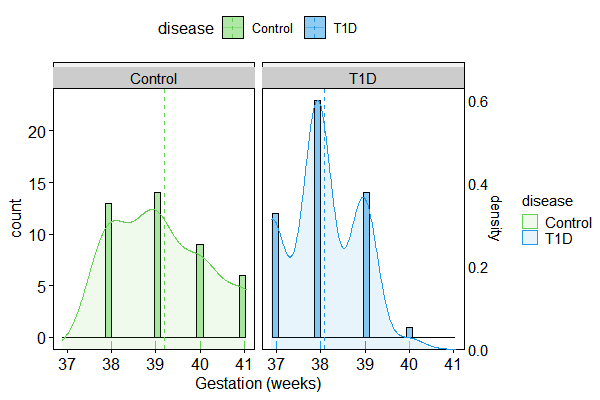 disease Control T1D
Control T1D
20
15
10
5
0
count
0.6
0.4
0.2
0.0
density
disease
Control
T1D
37 38 39 40 41 37 38 39 40 41
Gestation (weeks)